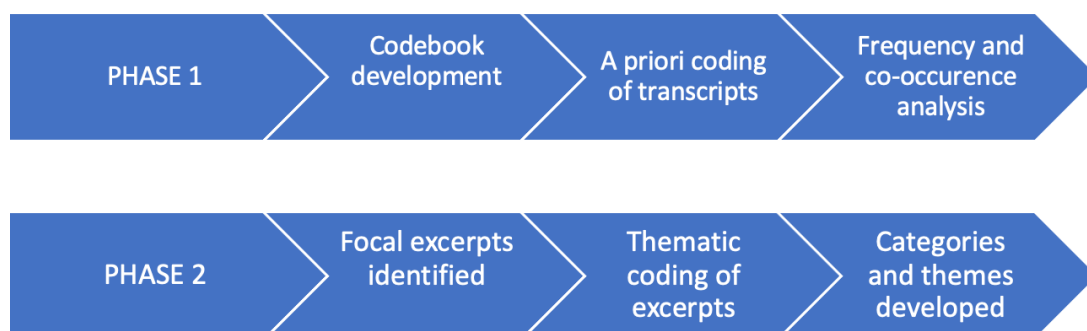 PHASE 1
Codebook
development
A priori coding
of transcripts
Frequency and
co-occurence
analysis
PHASE 2
Focal excerpts
identified
Thematic
coding of
excerpts
Categories
and themes
developed